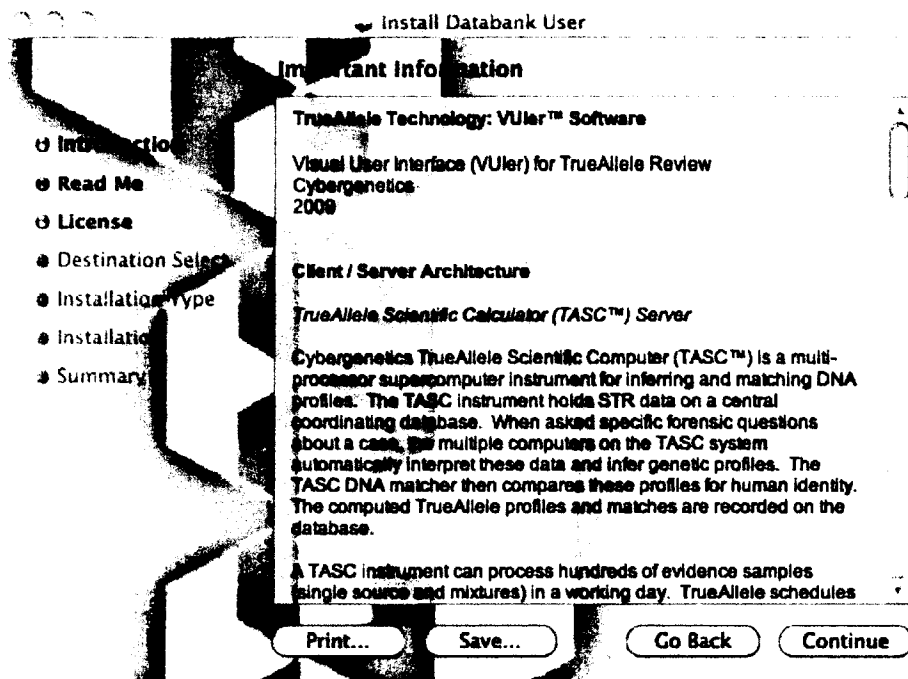 Install Databank User
Important Information
Introduction
Read Me
License
Destination Select
Installation Type
Installation
Summary
TrueAllele Technology: VUIer™ Software
Visual User Interface (VUIer) for TrueAllele Review
Cybergenetics
2009
Client / Server Architecture
TrueAllele Scientific Calculator (TASC™) Server
Cybergenetics TrueAllele Scientific Computer (TASC™) is a multi-
processor supercomputer instrument for inferring and matching DNA
profiles. The TASC instrument holds STR data on a central
coordinating database. When asked specific forensic questions
about a case, the multiple computers on the TASC system
automatically interpret these data and infer genetic profiles. The
TASC DNA matcher then compares these profiles for human identity.
The computed TrueAllele profiles and matches are recorded on the
database.
A TASC instrument can process hundreds of evidence samples
(single source and mixtures) in a working day. TrueAllele schedules
Print...
Save...
Go Back
Continue